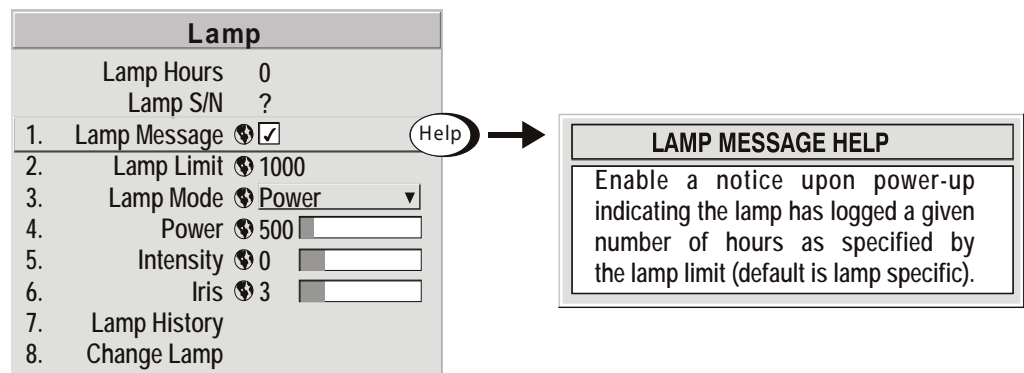 Lamp
Lamp Hours 0
Lamp S/N ?
1. Lamp Message
2. Lamp Limit 1000
3. Lamp Mode Power
4. Power 500
5. Intensity 0
6. Iris 3
7. Lamp History
8. Change Lamp
Help
LAMP MESSAGE HELP
Enable a notice upon power-up
indicating the lamp has logged a given
number of hours as specified by
the lamp limit (default is lamp specific).